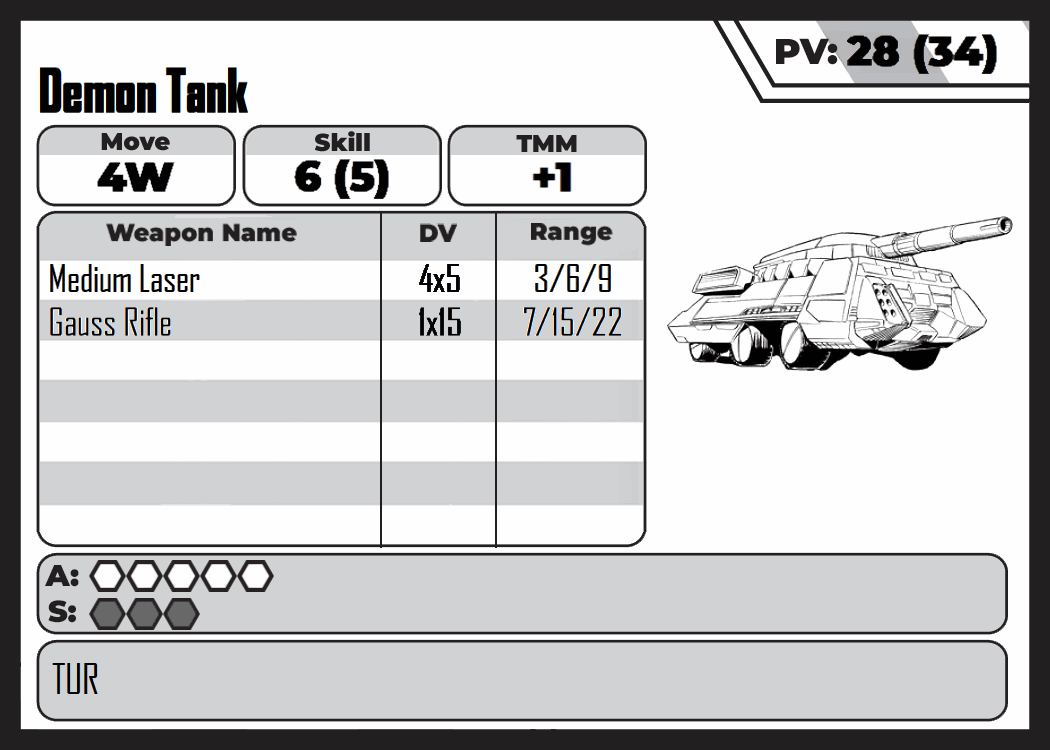 PV: 28 (34)
Demon Tank
Move Skill TMM
4W 6 (5) +1
Weapon Name DV Range
Medium Laser 4x5 3/6/9
Gauss Rifle 1x15 7/15/22
A:
S:
TUR